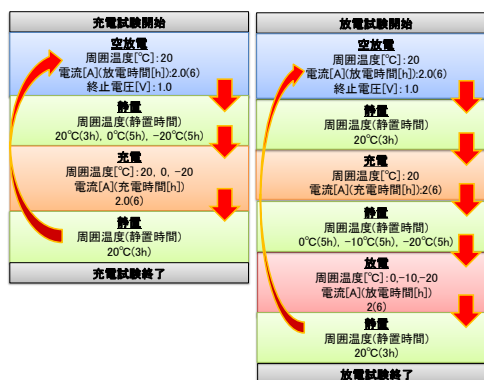 充電試験開始
空放電
周囲温度[℃]:20
電流[A](放電時間[h]):2.0(6)
終止電圧[V]:1.0
静置
周囲温度(静置時間)
20℃(3h), 0℃(5h), -20℃(5h)
充電
周囲温度[℃]:20, 0, -20
電流[A](充電時間[h])
2.0(6)
静置
周囲温度(静置時間)
20℃(3h)
充電試験終了
放電試験開始
空放電
周囲温度[℃]:20
電流[A](放電時間[h]):2.0(6)
終止電圧[V]:1.0
静置
周囲温度(静置時間)
20℃(3h)
充電
周囲温度[℃]:20
電流[A](充電時間[h]):2(6)
静置
周囲温度(静置時間)
0℃(5h), -10℃(5h), -20℃(5h)
放電
周囲温度[℃]:0,-10,-20
電流[A](放電時間[h])
2(6)
静置
周囲温度(静置時間)
20℃(3h)
放電試験終了